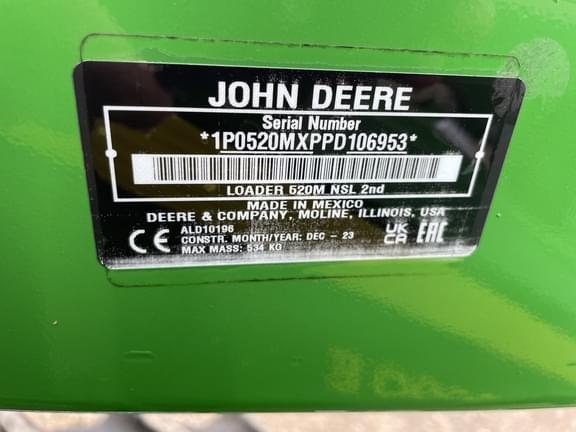 JOHN DEERE
Serial Number
*1P0520MXPPD106953*
LOADER 520M NSL 2nd
MADE IN MEXICO
DEERE & COMPANY, MOLINE, ILLINOIS, USA
ALD10196
CONSTR. MONTH/YEAR: DEC - 23
MAX MASS: 534 KG
CE
UK
CA
EAC